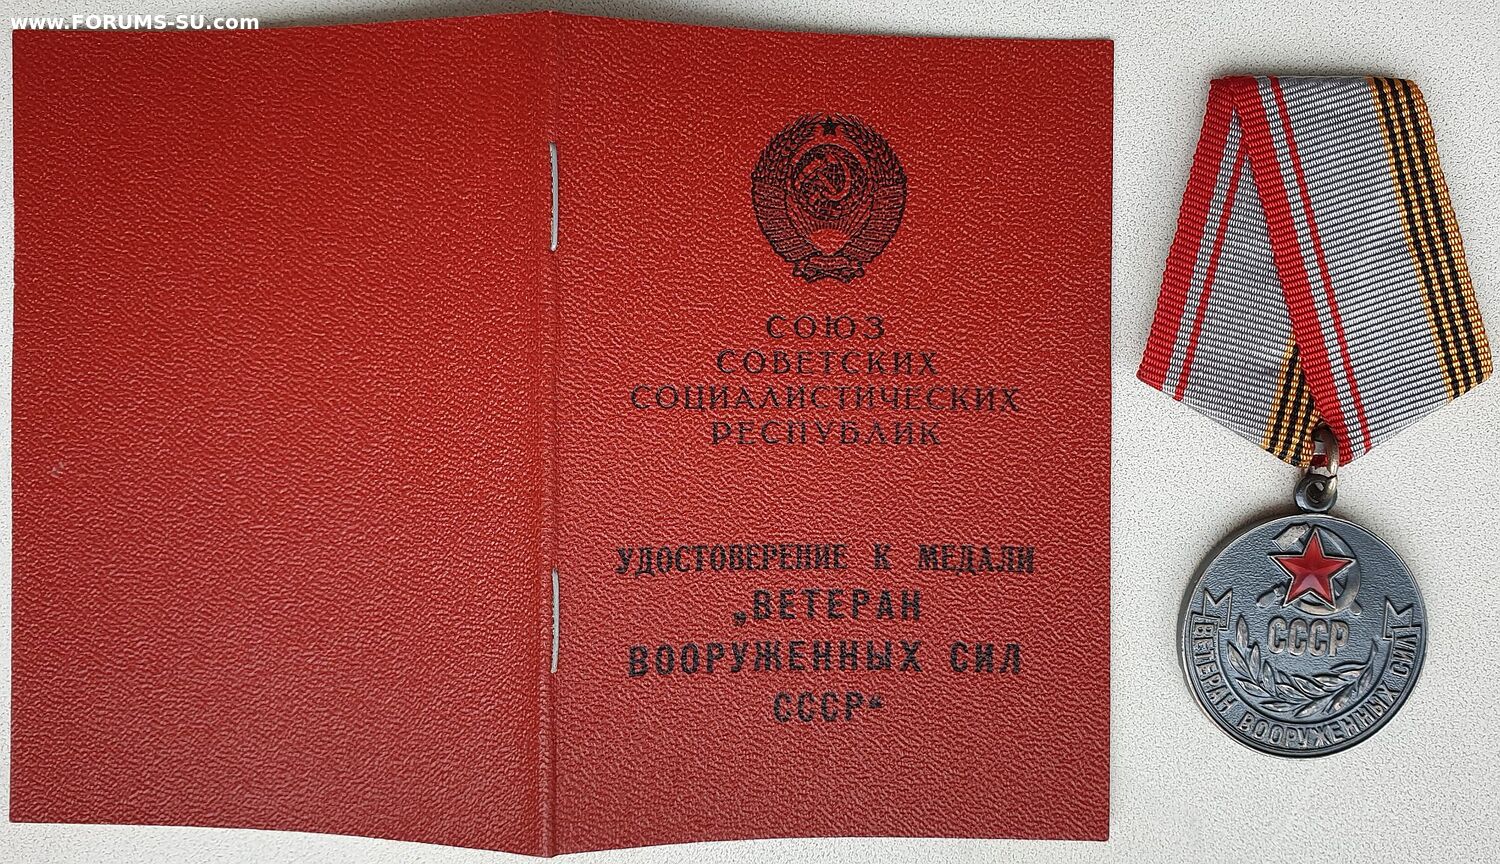 www.FORUMS-SU.com
СОЮЗ
СОВЕТСКИХ
СОЦИАЛИСТИЧЕСКИХ
РЕСПУБЛИК
УДОСТОВЕРЕНИЕ К МЕДАЛИ
„ВЕТЕРАН
ВООРУЖЕННЫХ СИЛ
СССР“
СССР
ВЕТЕРАН ВООРУЖЕННЫХ СИЛ